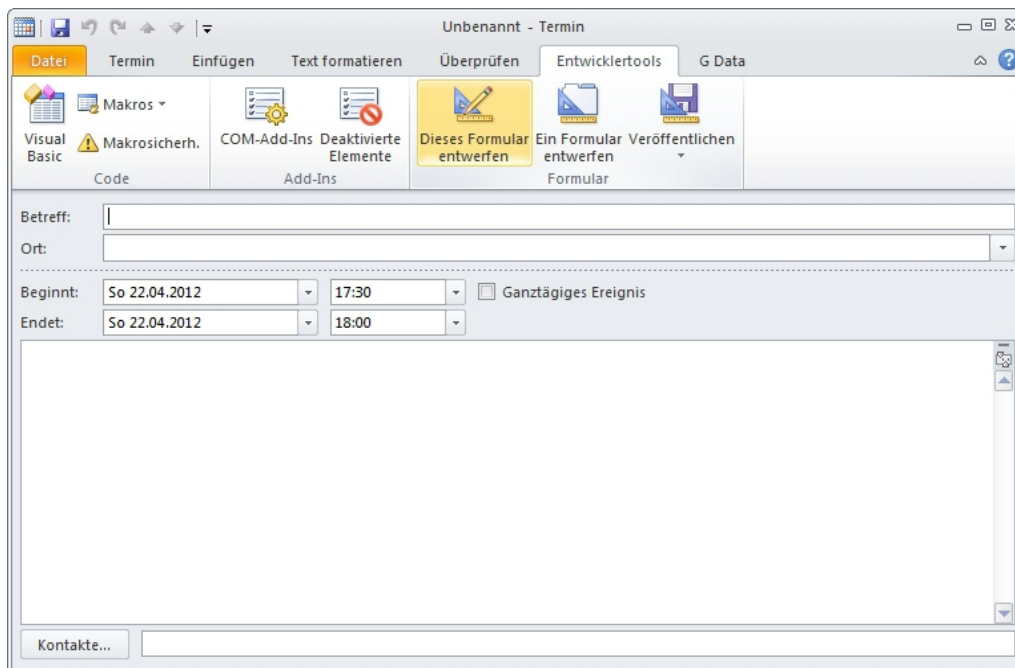 Unbenannt - Termin
Datei Termin Einfügen Text formatieren Überprüfen Entwicklertools G Data
Visual Basic
Makros
Makrosicherh.
Code
COM-Add-Ins
Deaktivierte Elemente
Add-Ins
Dieses Formular entwerfen
Ein Formular entwerfen
Veröffentlichen
Formular
Betreff:
Ort:
Beginnt: So 22.04.2012 17:30 Ganztägiges Ereignis
Endet: So 22.04.2012 18:00
Kontakte...